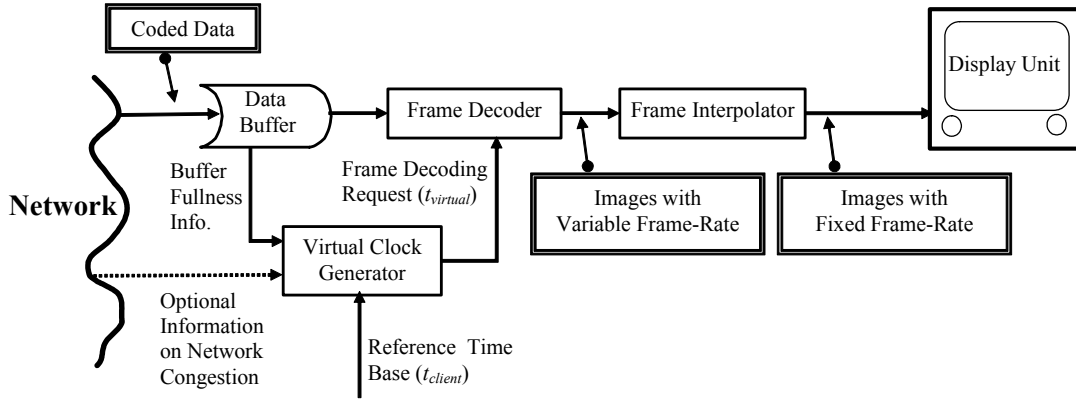 Coded Data
Display Unit
Data
Buffer
Frame Decoder
Frame Interpolator
Buffer
Fullness
Info.
Frame Decoding
Request (t_virtual)
Images with
Variable Frame-Rate
Images with
Fixed Frame-Rate
Network
Virtual Clock
Generator
Optional
Information
on Network
Congestion
Reference Time
Base (t_client)